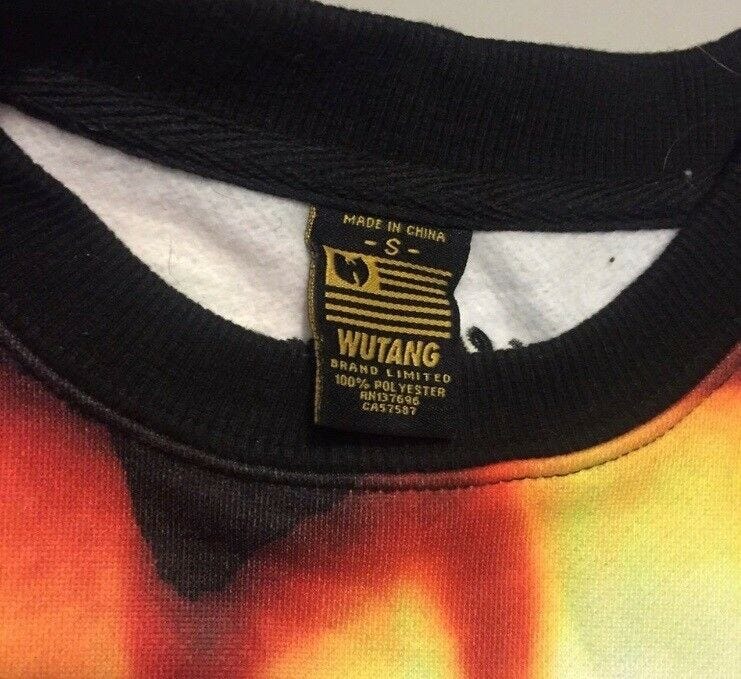 MADE IN CHINA
- S -
WUTANG
BRAND LIMITED
100% POLYESTER
RN137696
CA57587